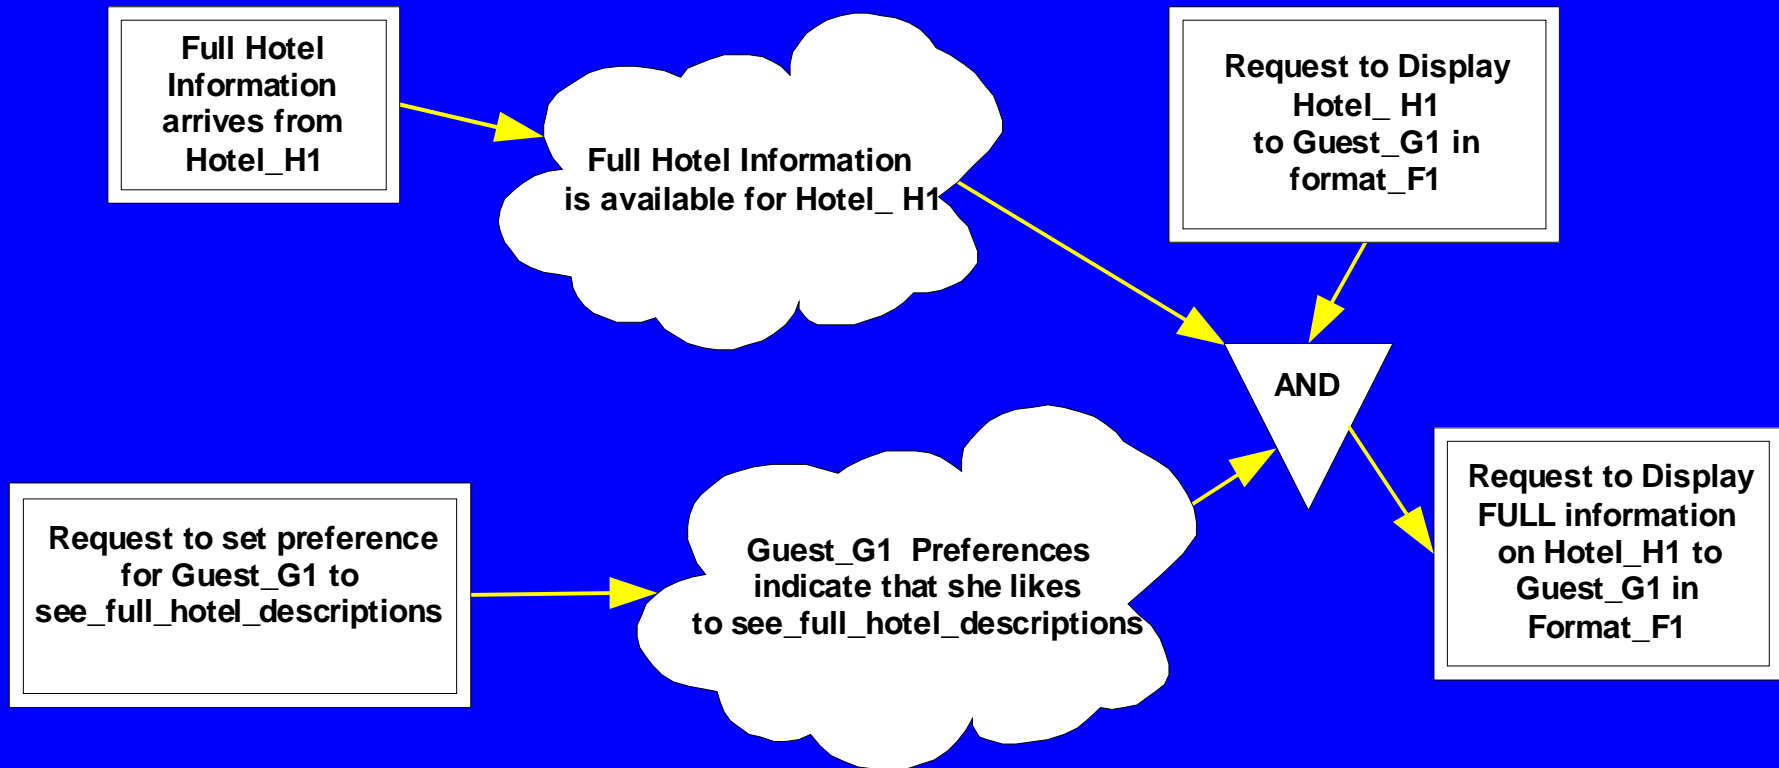 Full Hotel
Information
arrives from
Hotel_H1
Full Hotel Information
is available for Hotel_ H1
Request to Display
Hotel_ H1
to Guest_G1 in
format_F1
AND
Request to set preference
for Guest_G1 to
see_full_hotel_descriptions
Guest_G1 Preferences
indicate that she likes
to see_full_hotel_descriptions
Request to Display
FULL information
on Hotel_H1 to
Guest_G1 in
Format_F1